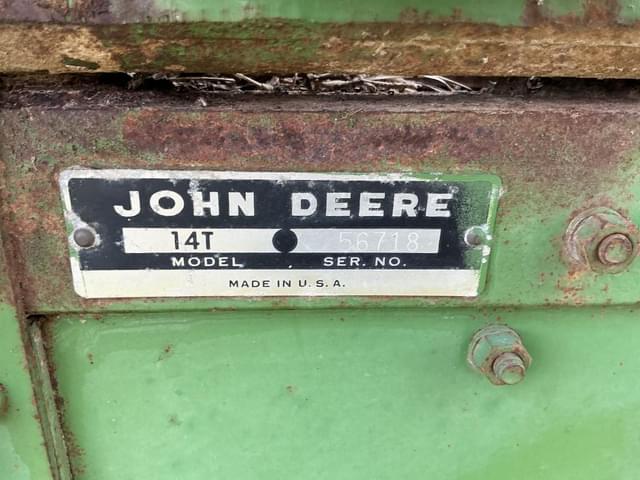 JOHN DEERE
14T 56718
MODEL SER. NO.
MADE IN U.S.A.